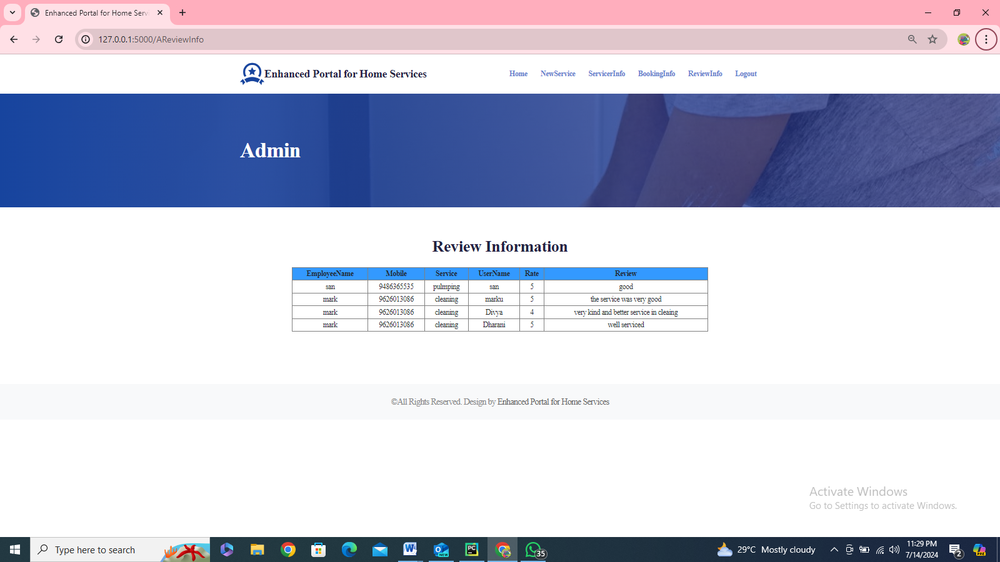 Enhanced Portal for Home Serv
127.0.0.1:5000/AReviewInfo
Enhanced Portal for Home Services
Home NewService ServicerInfo BookingInfo ReviewInfo Logout
Admin
Review Information
EmployeeName Mobile Service UserName Rate Review
san 9486365535 pulmping san 5 good
mark 9626013086 cleaning marku 5 the service was very good
mark 9626013086 cleaning Divya 4 very kind and better service in cleaing
mark 9626013086 cleaning Dharani 5 well serviced
©All Rights Reserved. Design by Enhanced Portal for Home Services
Activate Windows
Go to Settings to activate Windows.
Type here to search
W
NEW
PC
35
29°C Mostly cloudy
11:29 PM
7/14/2024
2
PRE